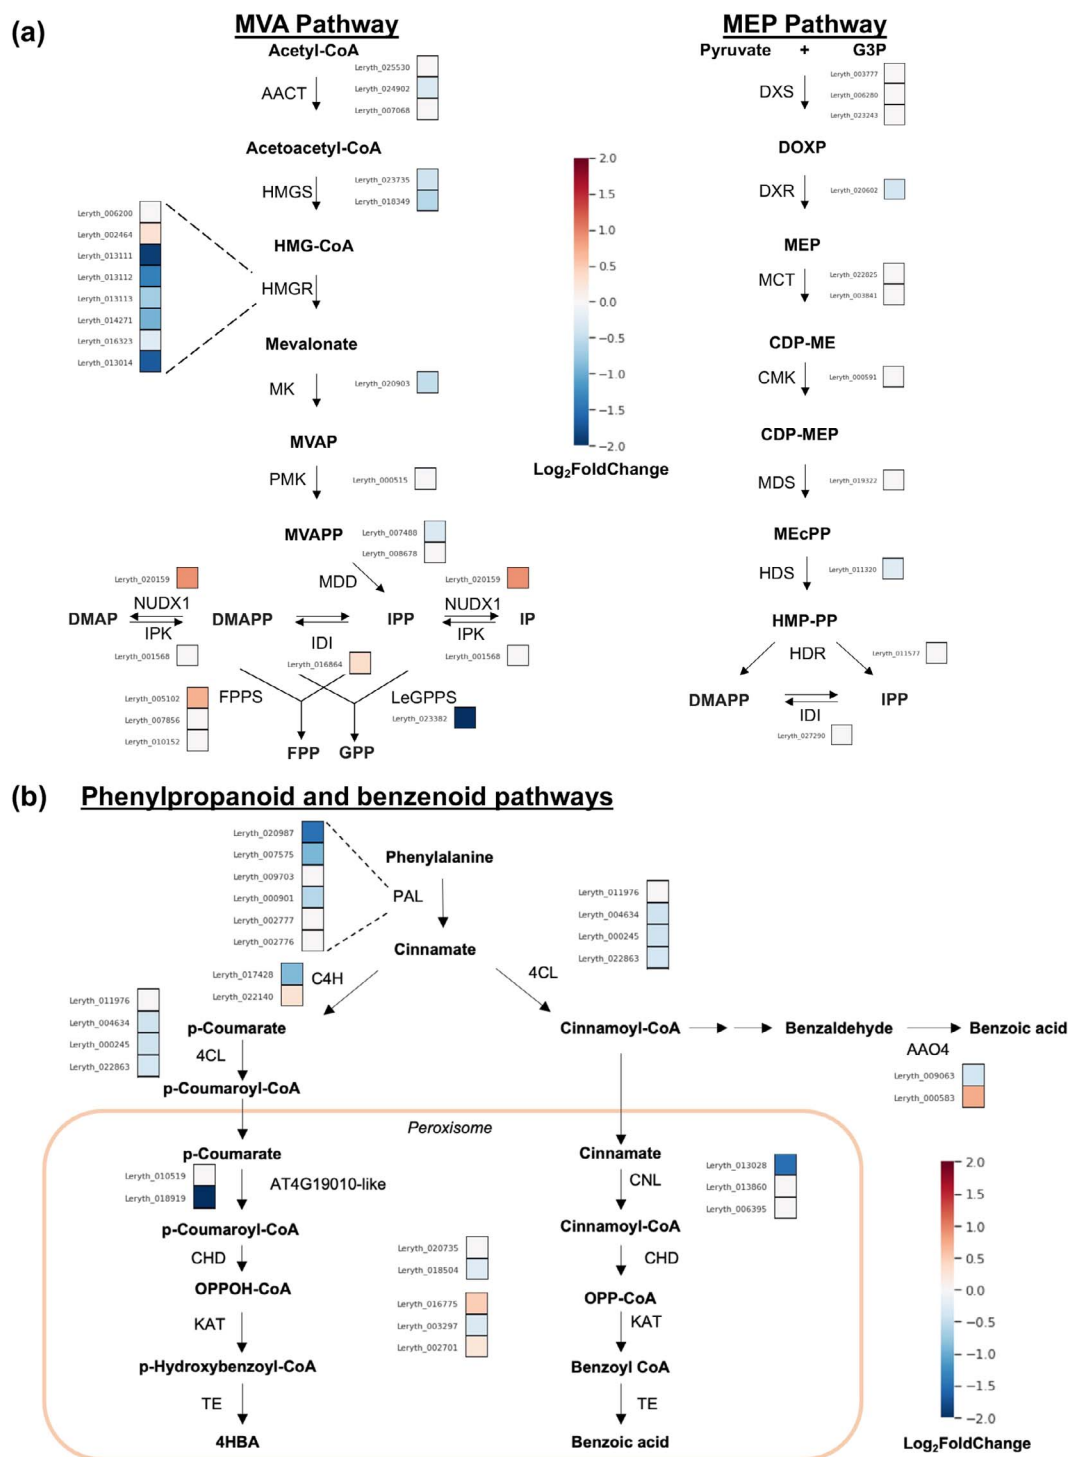 (a)
MVA Pathway
Acetyl-CoA
AACT
Leryth_025530
Leryth_024902
Leryth_007068
Acetoacetyl-CoA
HMGS
Leryth_023735
Leryth_018349
HMG-CoA
HMGR
Leryth_006200
Leryth_002464
Leryth_013111
Leryth_013112
Leryth_013113
Leryth_014271
Leryth_016323
Leryth_013014
Mevalonate
MK
Leryth_020903
MVAP
PMK
Leryth_000515
MVAPP
Leryth_007488
Leryth_008678
MDD
Leryth_020159
Leryth_020159
DMAP
NUDX1
IPK
DMAPP
IDI
IPP
NUDX1
IPK
IP
Leryth_001568
Leryth_016864
Leryth_001568
Leryth_005102
Leryth_007856
Leryth_010152
FPPS
LeGPPS
Leryth_023382
FPP
GPP
2.0
1.5
1.0
0.5
0.0
−0.5
−1.0
−1.5
−2.0
Log₂FoldChange
MEP Pathway
Pyruvate + G3P
DXS
Leryth_003777
Leryth_006280
Leryth_023243
DOXP
DXR
Leryth_020602
MEP
MCT
Leryth_022825
Leryth_003841
CDP-ME
CMK
Leryth_000591
CDP-MEP
MDS
Leryth_019322
MEcPP
HDS
Leryth_011320
HMP-PP
HDR
Leryth_011577
DMAPP
IPP
IDI
Leryth_027290
(b)
Phenylpropanoid and benzenoid pathways
Leryth_020987
Leryth_007575
Leryth_009703
Leryth_000901
Leryth_002777
Leryth_002776
Phenylalanine
PAL
Cinnamate
Leryth_017428
Leryth_022140
C4H
4CL
Leryth_011976
Leryth_004634
Leryth_000245
Leryth_022863
Leryth_011976
Leryth_004634
Leryth_000245
Leryth_022863
p-Coumarate
4CL
p-Coumaroyl-CoA
Cinnamoyl-CoA
Benzaldehyde
Benzoic acid
AAO4
Leryth_009063
Leryth_000583
Peroxisome
p-Coumarate
Leryth_010519
Leryth_018919
AT4G19010-like
p-Coumaroyl-CoA
CHD
OPPOH-CoA
KAT
p-Hydroxybenzoyl-CoA
TE
4HBA
Leryth_020735
Leryth_018504
Leryth_016775
Leryth_003297
Leryth_002701
Cinnamate
CNL
Leryth_013028
Leryth_013860
Leryth_006395
Cinnamoyl-CoA
CHD
OPP-CoA
KAT
Benzoyl CoA
TE
Benzoic acid
2.0
1.5
1.0
0.5
0.0
−0.5
−1.0
−1.5
−2.0
Log₂FoldChange